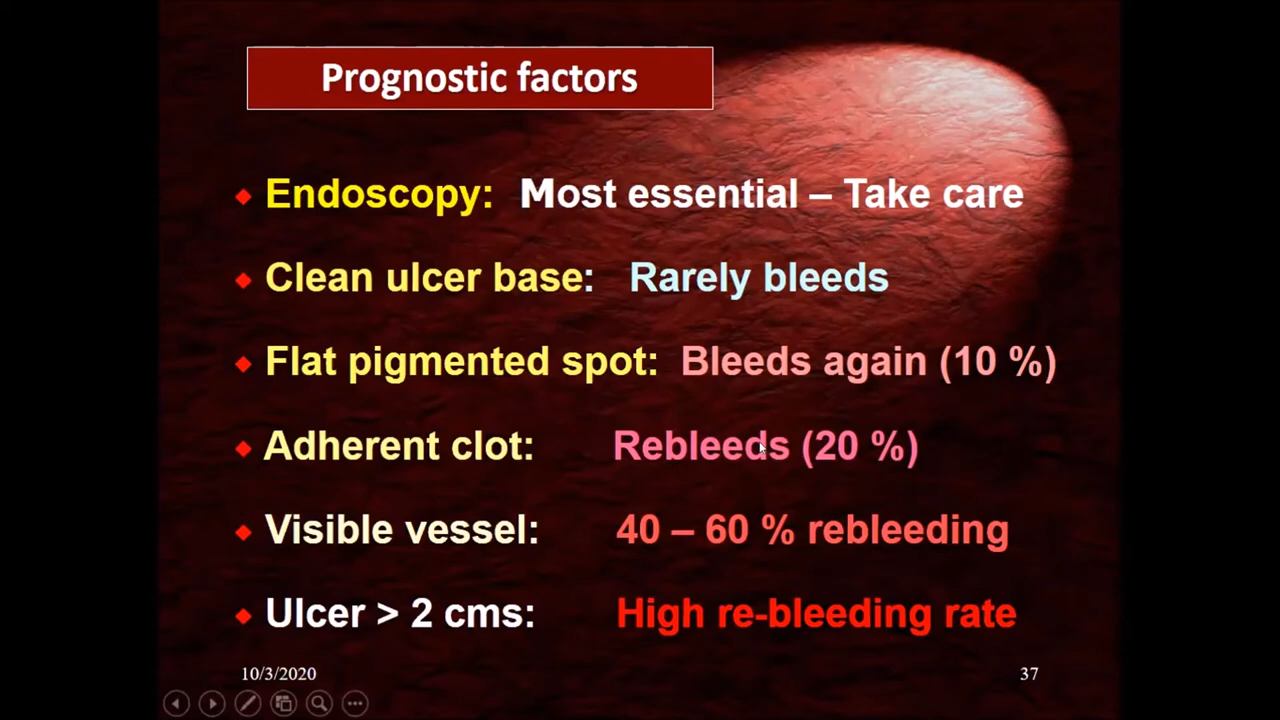 Prognostic factors
Endoscopy: Most essential – Take care
Clean ulcer base: Rarely bleeds
Flat pigmented spot: Bleeds again (10 %)
Adherent clot: Rebleeds (20 %)
Visible vessel: 40 – 60 % rebleeding
Ulcer > 2 cms: High re-bleeding rate
10/3/2020 37